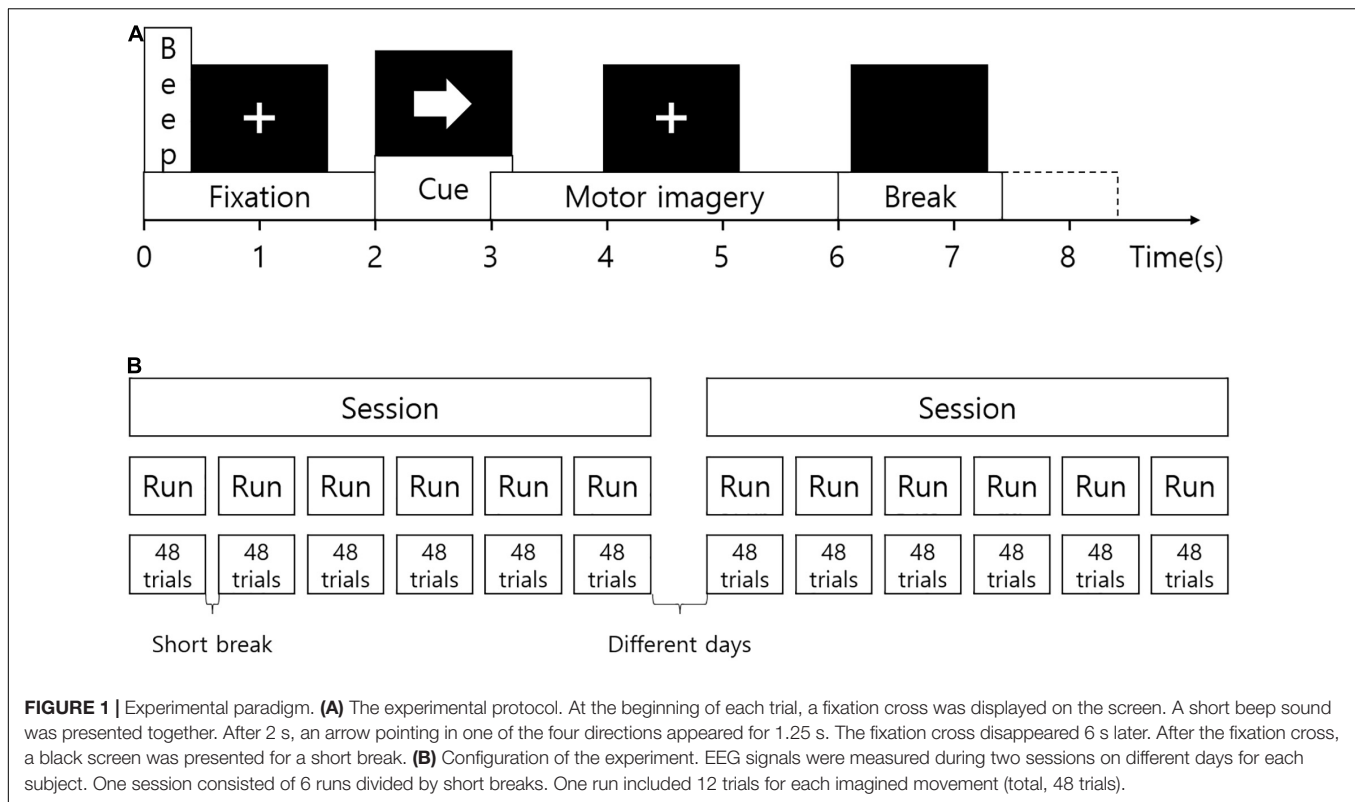 A
B
e
e
p
Fixation
Cue
Motor imagery
Break
0 1 2 3 4 5 6 7 8 Time(s)
B
Session Session
Run Run Run Run Run Run Run Run Run Run Run Run
48 48 48 48 48 48 48 48 48 48 48 48
trials trials trials trials trials trials trials trials trials trials trials trials
Short break Different days
FIGURE 1 | Experimental paradigm. (A) The experimental protocol. At the beginning of each trial, a fixation cross was displayed on the screen. A short beep sound
was presented together. After 2 s, an arrow pointing in one of the four directions appeared for 1.25 s. The fixation cross disappeared 6 s later. After the fixation cross,
a black screen was presented for a short break. (B) Configuration of the experiment. EEG signals were measured during two sessions on different days for each
subject. One session consisted of 6 runs divided by short breaks. One run included 12 trials for each imagined movement (total, 48 trials).